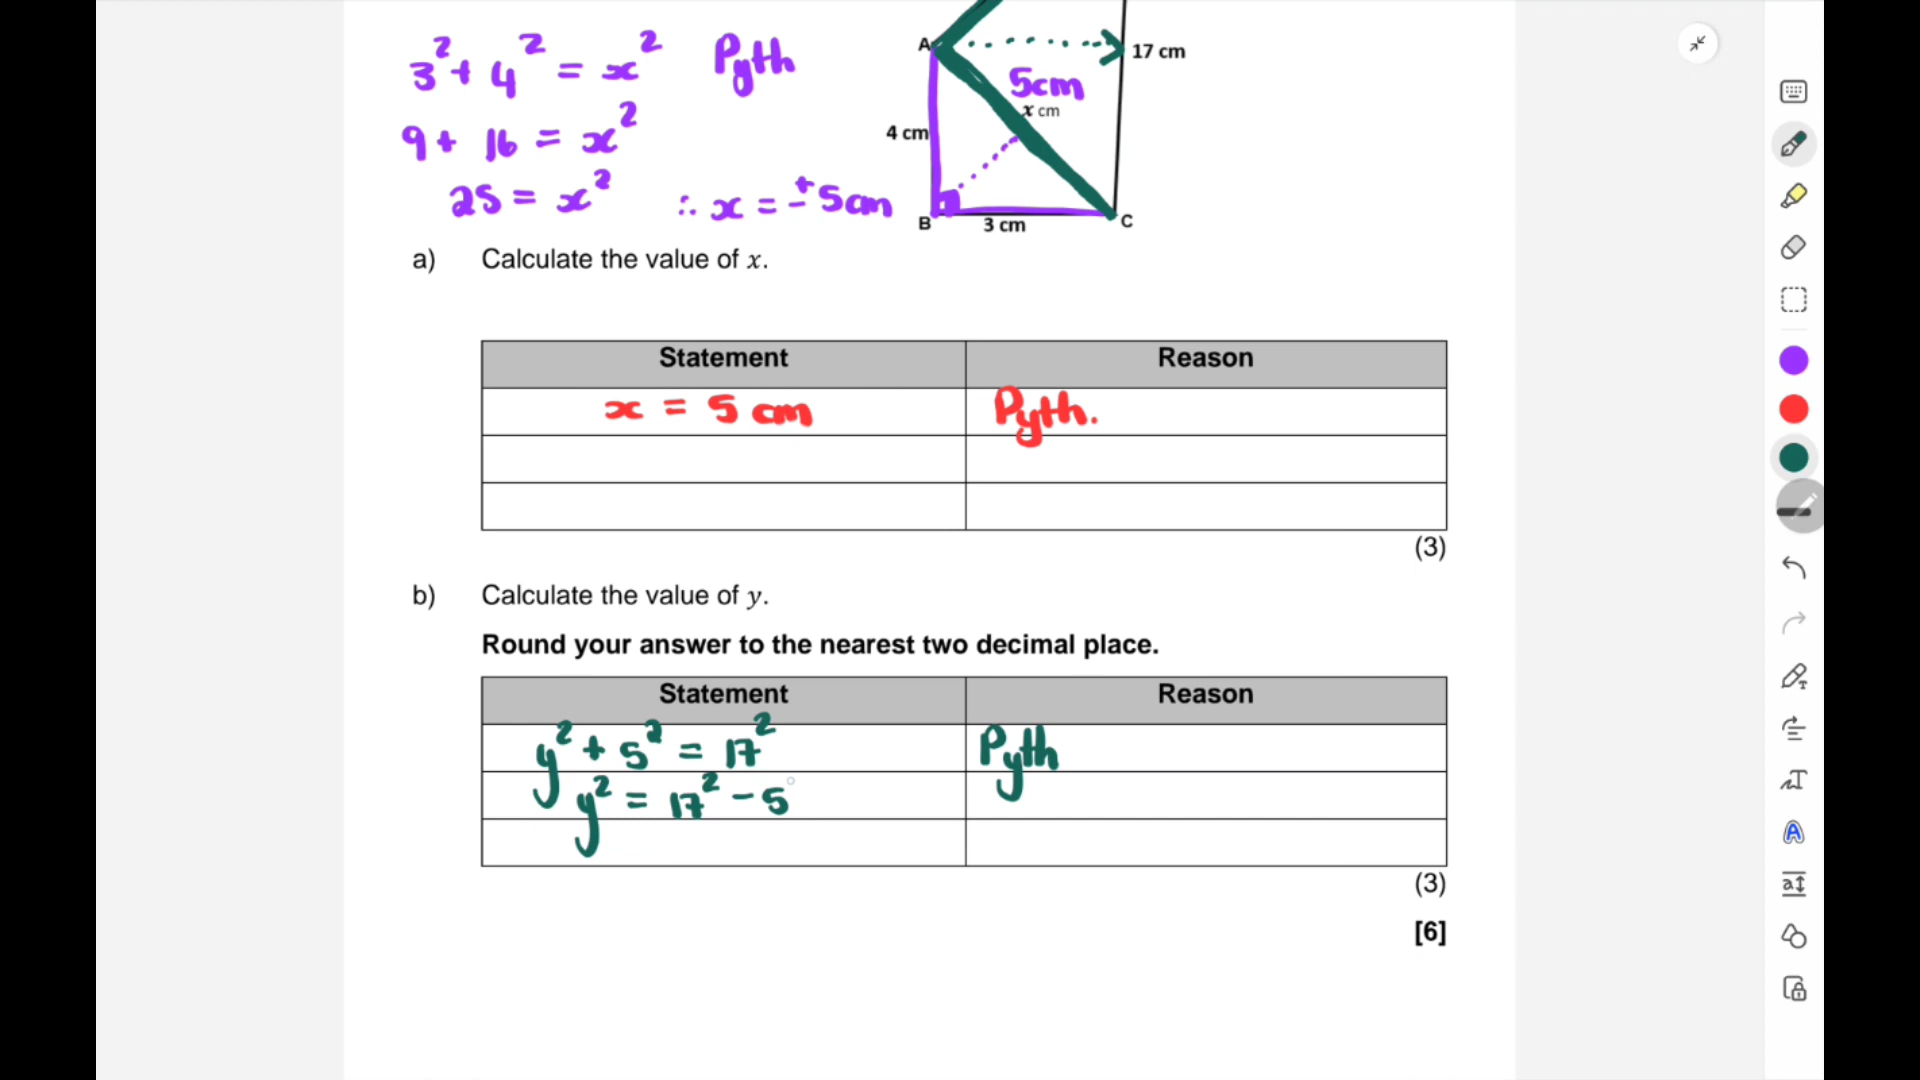 3² + 4² = x² Pyth
9 + 16 = x²
25 = x² ∴ x = ±5cm
A
17 cm
5cm
x cm
4 cm
B
3 cm
C
a) Calculate the value of x.
Statement Reason
x = 5 cm Pyth.
(3)
b) Calculate the value of y.
Round your answer to the nearest two decimal place.
Statement Reason
y² + 5² = 17² Pyth
y² = 17² - 5
(3)
[6]